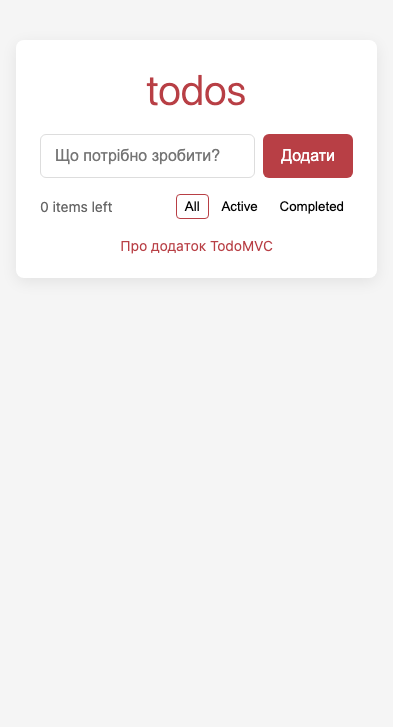 todos
Що потрібно зробити? Додати
0 items left All Active Completed
Про додаток TodoMVC